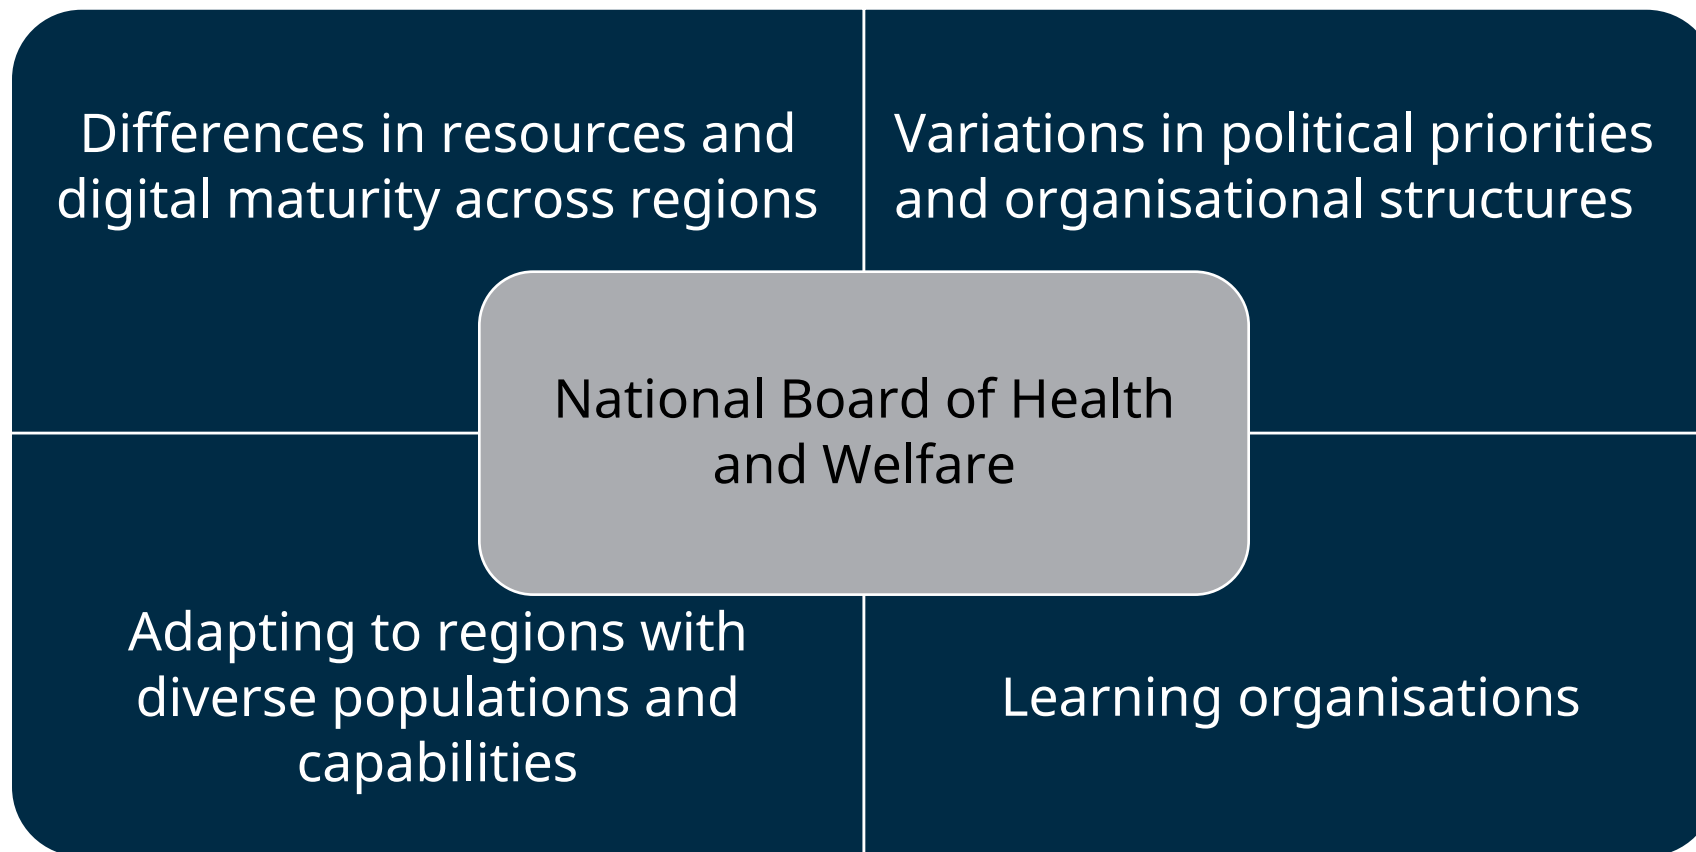 Differences in resources and
digital maturity across regions
Variations in political priorities
and organisational structures
National Board of Health
and Welfare
Adapting to regions with
diverse populations and
capabilities
Learning organisations